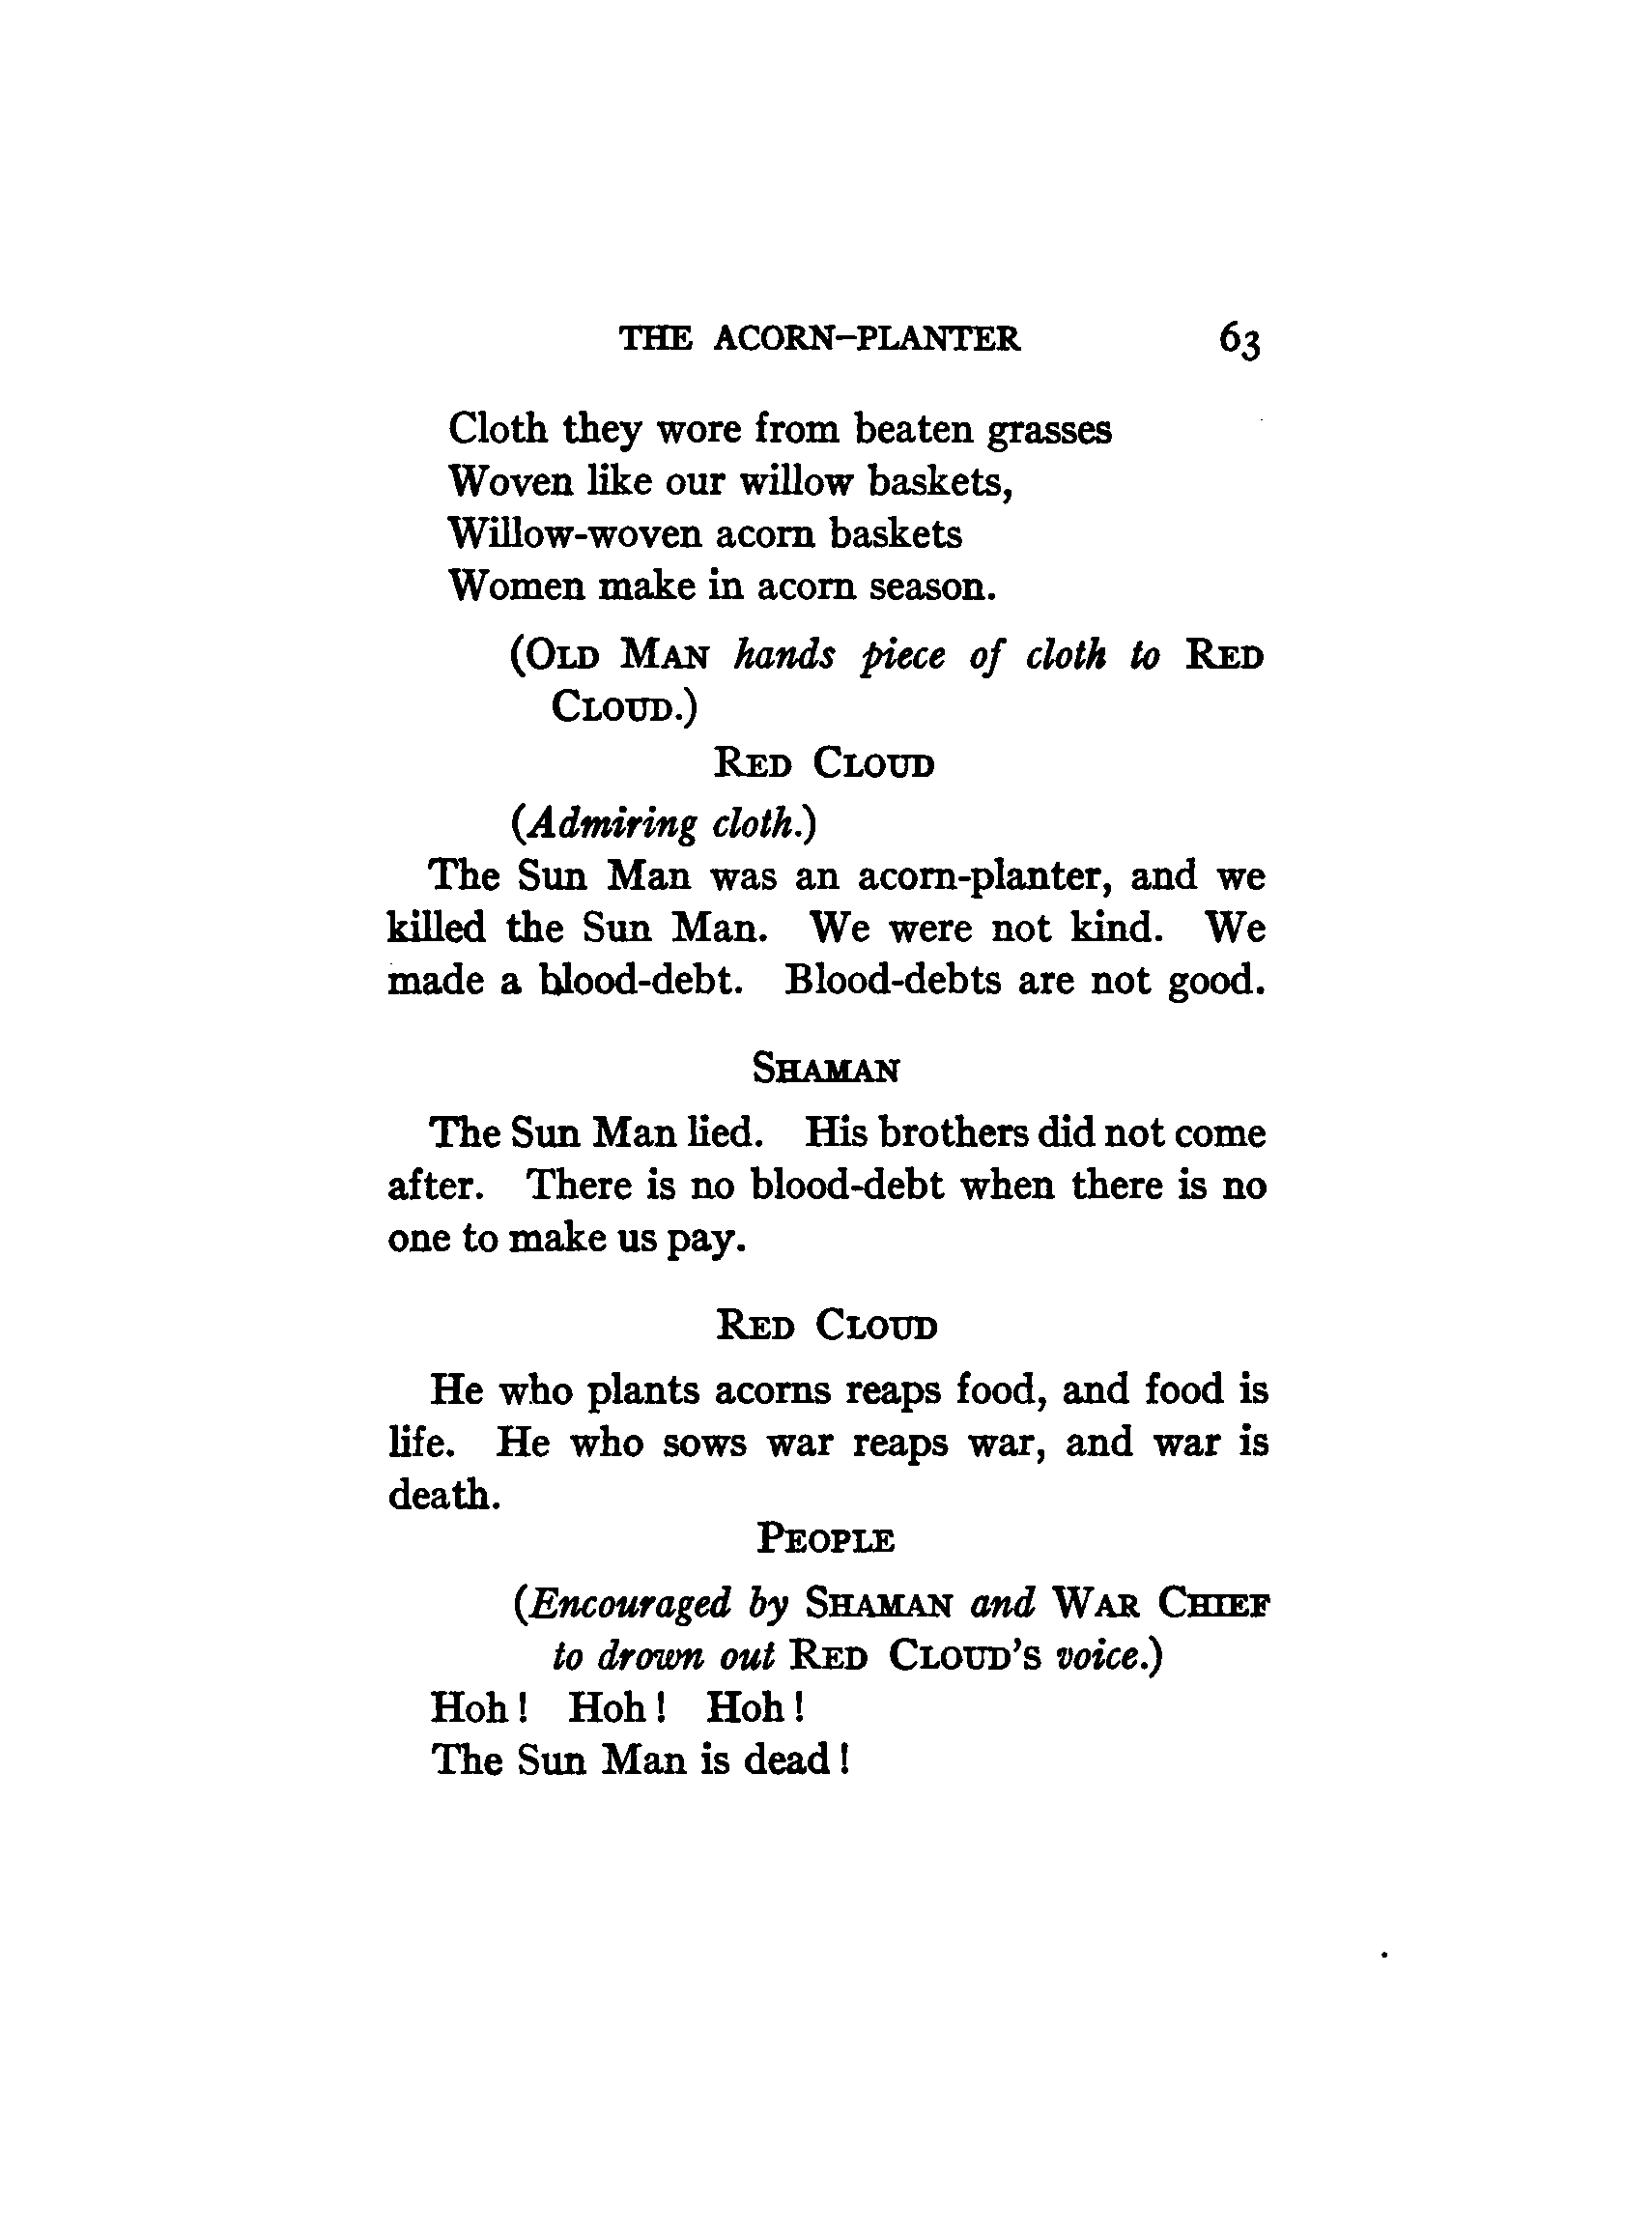 THE ACORN-PLANTER 63
Cloth they wore from beaten grasses
Woven like our willow baskets,
Willow-woven acorn baskets
Women make in acorn season.
(OLD MAN hands piece of cloth to RED
CLOUD.)
RED CLOUD
(Admiring cloth.)
The Sun Man was an acorn-planter, and we
killed the Sun Man. We were not kind. We
made a blood-debt. Blood-debts are not good.
SHAMAN
The Sun Man lied. His brothers did not come
after. There is no blood-debt when there is no
one to make us pay.
RED CLOUD
He who plants acorns reaps food, and food is
life. He who sows war reaps war, and war is
death.
PEOPLE
(Encouraged by SHAMAN and WAR CHIEF
to drown out RED CLOUD'S voice.)
Hoh! Hoh! Hoh!
The Sun Man is dead!